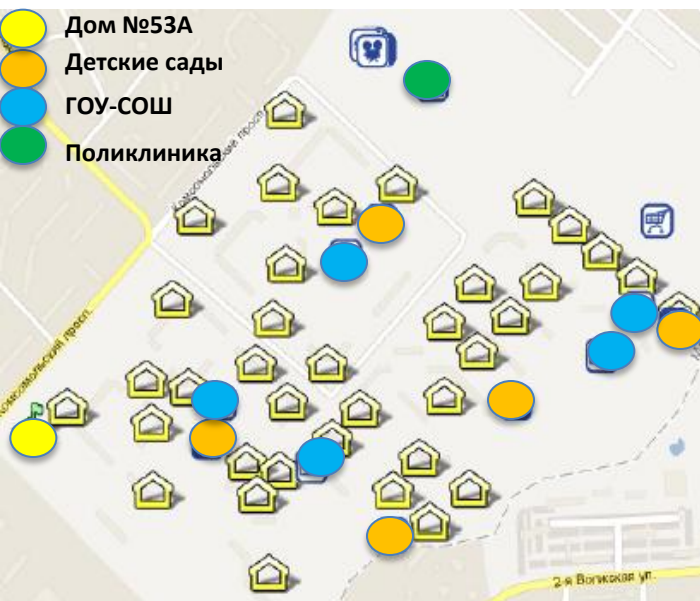 Дом №53А
Детские сады
ГОУ-СОШ
Поликлиника
Комсомольский просп.
Комсомольский просп.
2-я Волжская ул.